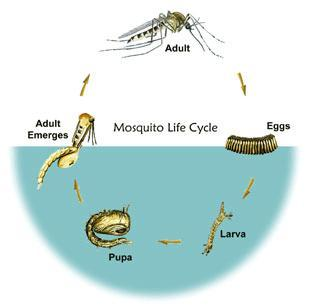 Adult
Mosquito Life Cycle
Eggs
Larva
Pupa
Adult
Emerges